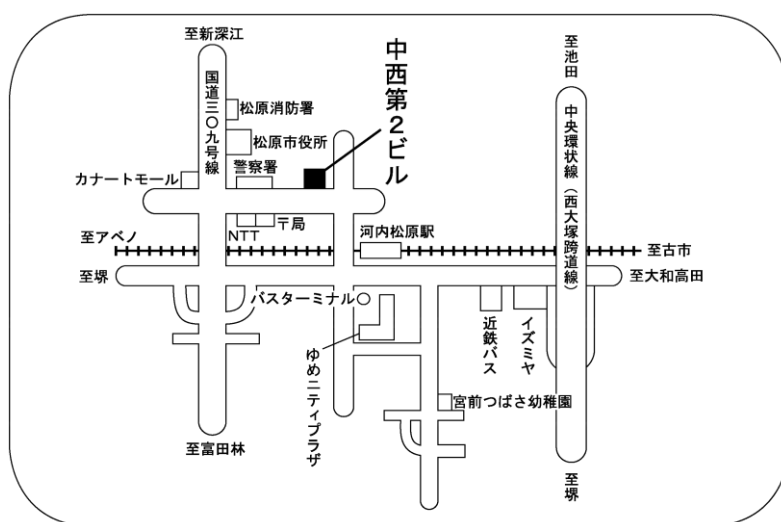 至新深江
国道三〇九号線
松原消防署
松原市役所
警察署
カナートモール
中西第2ビル
至池田
中央環状線(西大塚跨道線)
至アベノ
NTT
〒局
河内松原駅
至古市
至堺
至大和高田
バスターミナル
近鉄バス
イズミヤ
ゆめニティプラザ
宮前つばさ幼稚園
至富田林
至堺